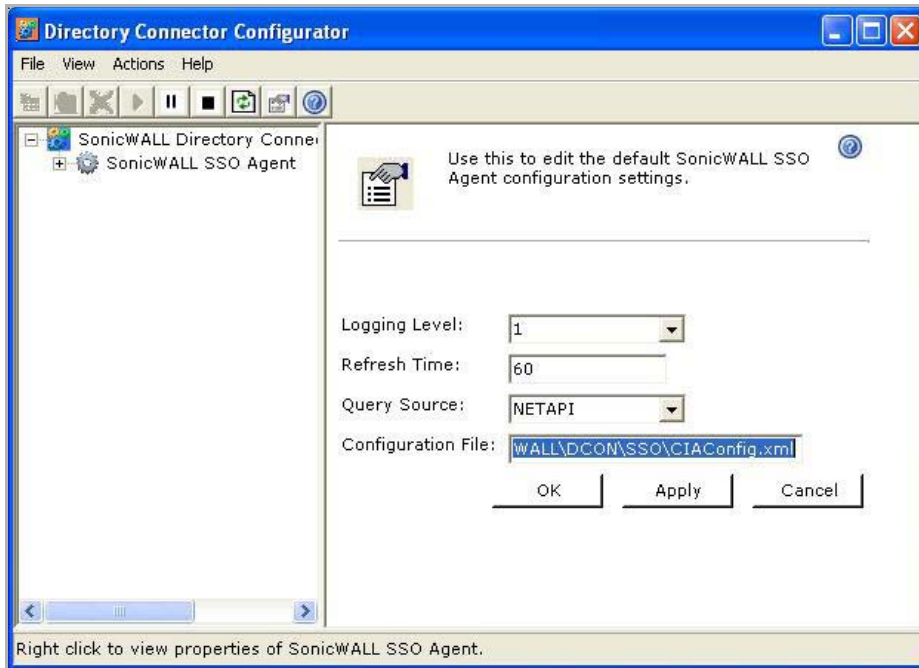 Directory Connector Configurator
File View Actions Help
SonicWALL Directory Conne
SonicWALL SSO Agent
Use this to edit the default SonicWALL SSO
Agent configuration settings.
Logging Level: 1
Refresh Time: 60
Query Source: NETAPI
Configuration File: WALL\DCON\SSO\CIAConfig.xml
OK Apply Cancel
Right click to view properties of SonicWALL SSO Agent.